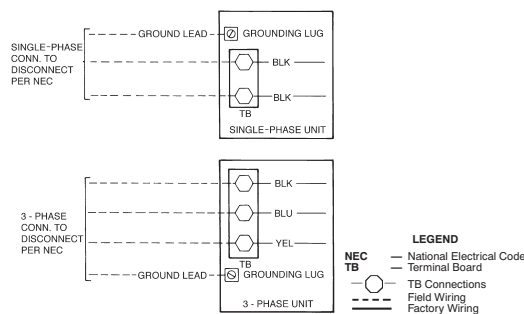 GROUND LEAD
GROUNDING LUG
SINGLE-PHASE
CONN. TO
DISCONNECT
PER NEC
BLK
BLK
TB
SINGLE-PHASE UNIT
BLK
BLU
YEL
3 - PHASE
CONN. TO
DISCONNECT
PER NEC
TB
GROUND LEAD
GROUNDING LUG
3 - PHASE UNIT
LEGEND
NEC — National Electrical Code
TB — Terminal Board
TB Connections
Field Wiring
Factory Wiring